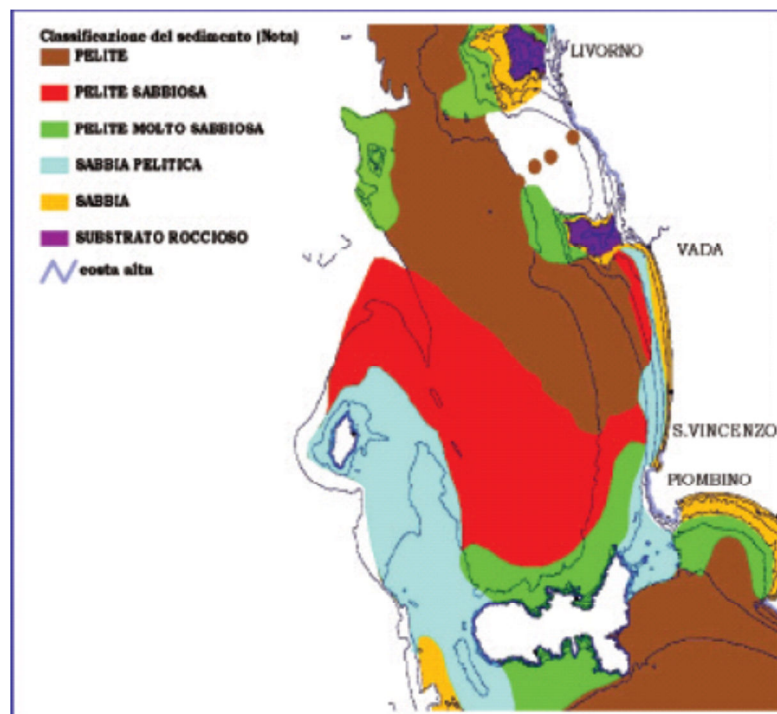 Classificazione del sedimento (Nota)
PELITE
PELITE SABBIOSA
PELITE MOLTO SABBIOSA
SABBIA PELITICA
SABBIA
SUBSTRATO ROCCIOSO
costa alta
LIVORNO
VADA
S.VINCENZO
PIOMBINO